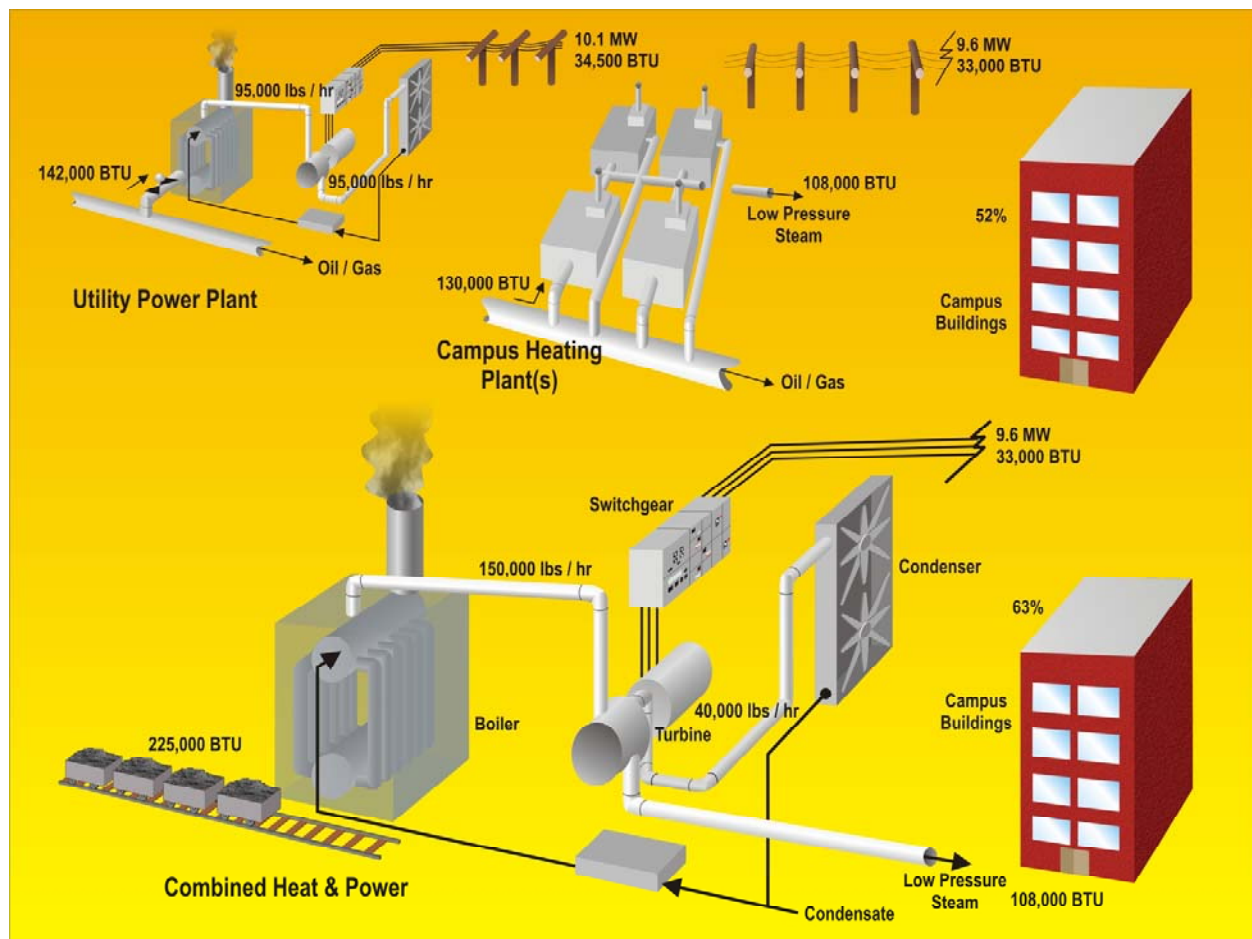 10.1 MW
34,500 BTU
9.6 MW
33,000 BTU
95,000 lbs / hr
142,000 BTU
95,000 lbs / hr
108,000 BTU
Low Pressure
Steam
52%
Oil / Gas
130,000 BTU
Utility Power Plant
Campus
Buildings
Campus Heating
Plant(s)
Oil / Gas
9.6 MW
33,000 BTU
Switchgear
150,000 lbs / hr
Condenser
63%
40,000 lbs / hr
Campus
Buildings
Boiler
Turbine
225,000 BTU
Combined Heat & Power
Low Pressure
Steam
108,000 BTU
Condensate